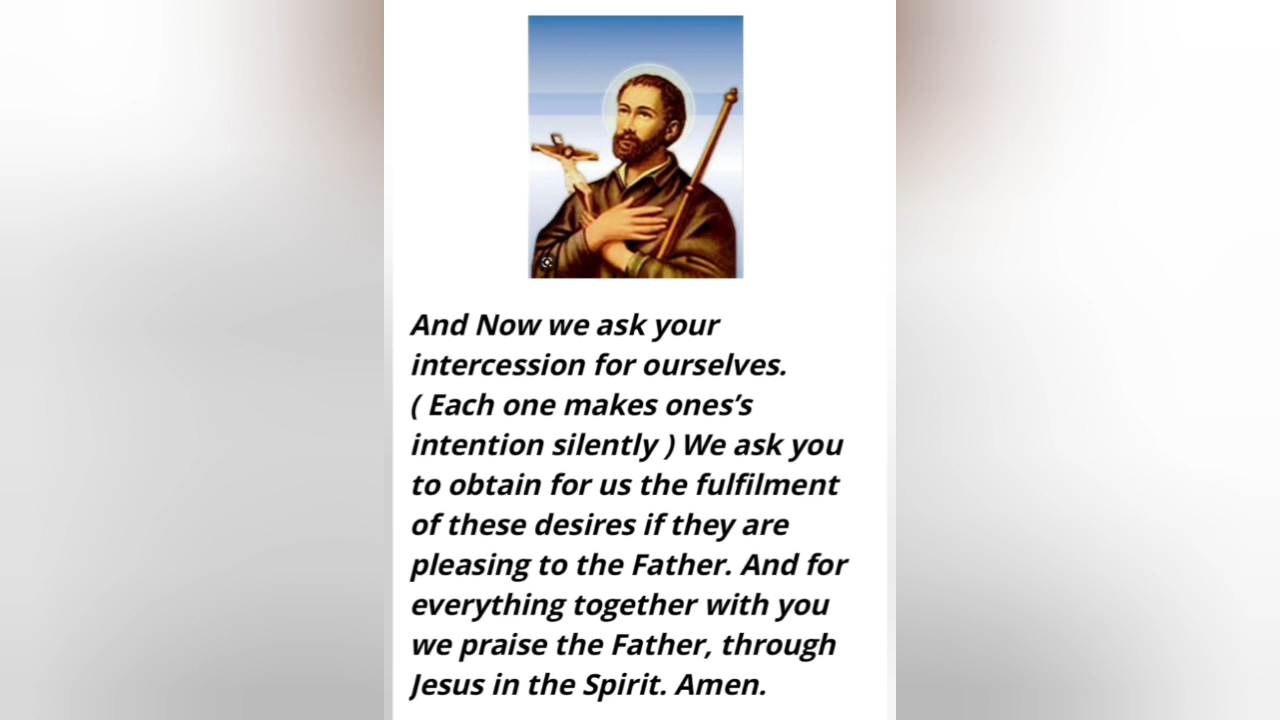 And Now we ask your
intercession for ourselves.
( Each one makes ones’s
intention silently ) We ask you
to obtain for us the fulfilment
of these desires if they are
pleasing to the Father. And for
everything together with you
we praise the Father, through
Jesus in the Spirit. Amen.